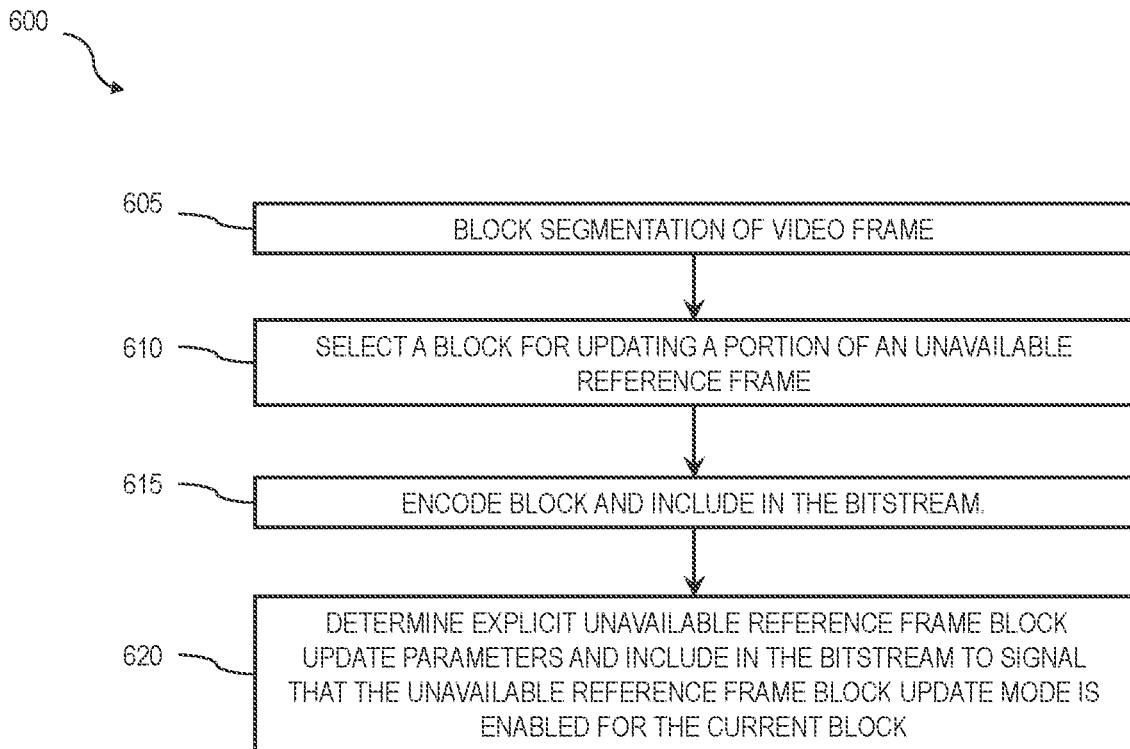 600
605
BLOCK SEGMENTATION OF VIDEO FRAME
610
SELECT A BLOCK FOR UPDATING A PORTION OF AN UNAVAILABLE
REFERENCE FRAME
615
ENCODE BLOCK AND INCLUDE IN THE BITSTREAM.
620
DETERMINE EXPLICIT UNAVAILABLE REFERENCE FRAME BLOCK
UPDATE PARAMETERS AND INCLUDE IN THE BITSTREAM TO SIGNAL
THAT THE UNAVAILABLE REFERENCE FRAME BLOCK UPDATE MODE IS
ENABLED FOR THE CURRENT BLOCK